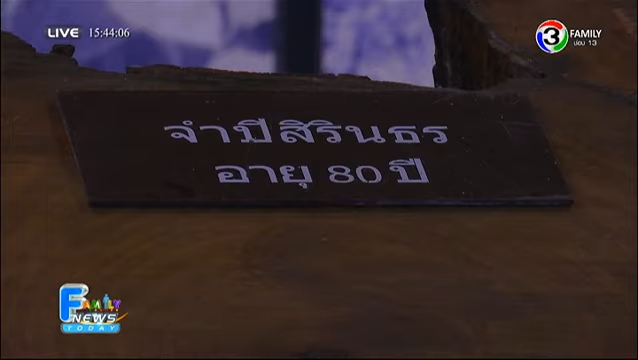 LIVE 15:44:06
3 FAMILY
ช่อง 13
จำปีสิรินธร
อายุ 80 ปี
FAMILY
NEWS
TODAY